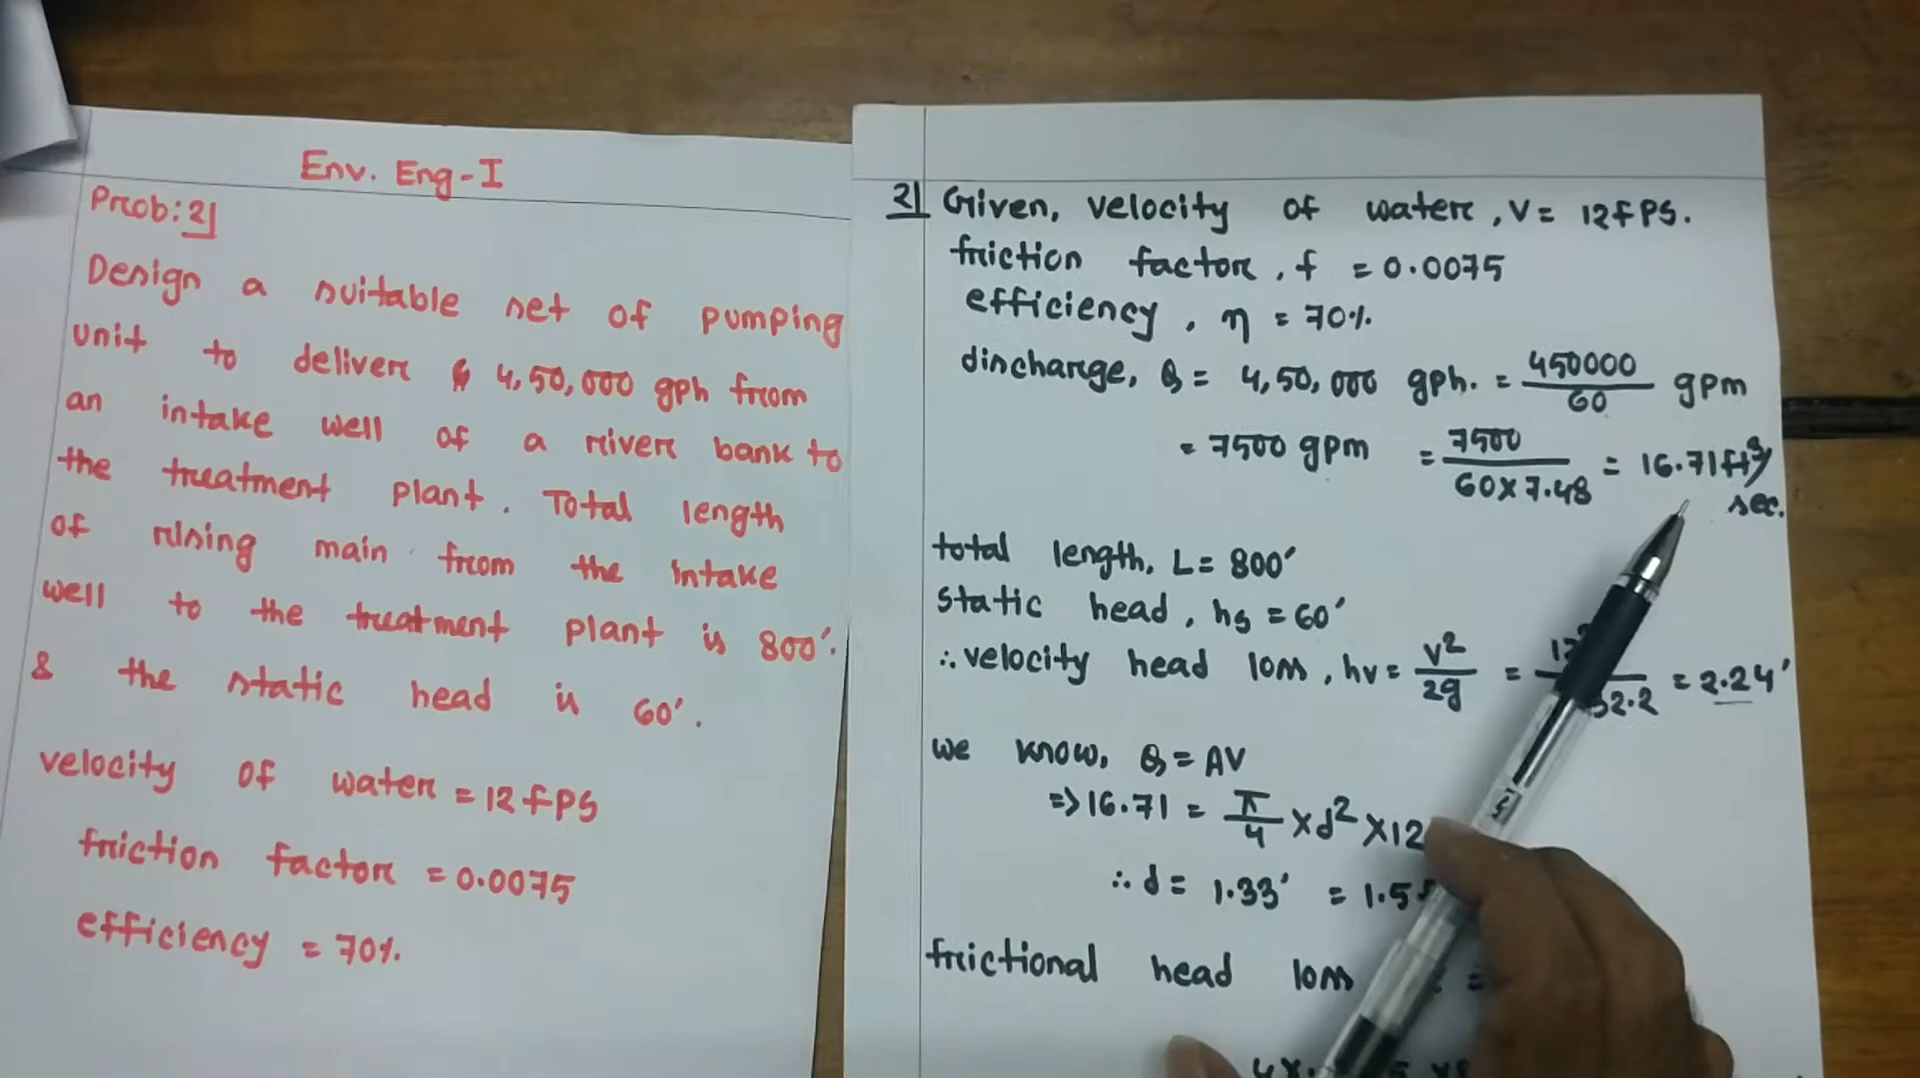 Env. Eng-I
Prob: 21
Design a suitable set of pumping
unit to deliver 4,50,000 gph from
an intake well of a river bank to
the treatment plant. Total length
of rising main from the intake
well to the treatment plant is 800'.
& the static head is 60'.
velocity of water = 12 fps
friction factor = 0.0075
efficiency = 70%
21 Given, velocity of water, V = 12 fps.
friction factor, f = 0.0075
efficiency, η = 70%
discharge, Q = 4,50,000 gph. = 450000/60 gpm
= 7500 gpm = 7500/(60×7.48) = 16.71 ft³/sec.
total length, L = 800'
static head, hs = 60'
∴ velocity head loss, hv = V²/2g = = 2.24'
we know, Q = AV
⇒ 16.71 = π/4 × d² × 12
∴ d = 1.33' = 1.5
frictional head loss =
4×